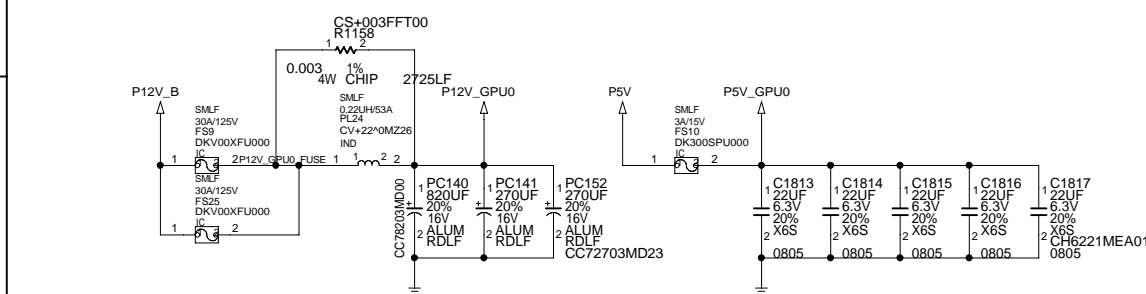 CS+003FFT00
R1158
1 2
0.003 1%
4W CHIP 2725LF
P12V_B
SMLF
30A/125V
FS9
DKV00XFU000
IC
1 2
P12V_GPU0_FUSE
SMLF
30A/125V
FS25
DKV00XFU000
IC
1 2
SMLF
0.22UH/53A
PL24
CV+22^0MZ26
IND
1 1 2 2
P12V_GPU0
CC78203MD00
1 PC140
820UF
+ 20%
16V
2 ALUM
RDLF
1 PC141
270UF
+ 20%
16V
2 ALUM
RDLF
1 PC152
270UF
+ 20%
16V
2 ALUM
RDLF
CC72703MD23
P5V
SMLF
3A/15V
FS10
DK300SPU000
IC
1 2
P5V_GPU0
C1813
1 22UF
6.3V
20%
X6S
2
0805
C1814
1 22UF
6.3V
20%
X6S
2
0805
C1815
1 22UF
6.3V
20%
X6S
2
0805
C1816
1 22UF
6.3V
20%
X6S
2
0805
C1817
1 22UF
6.3V
20%
X6S
2 CH6221MEA01
0805